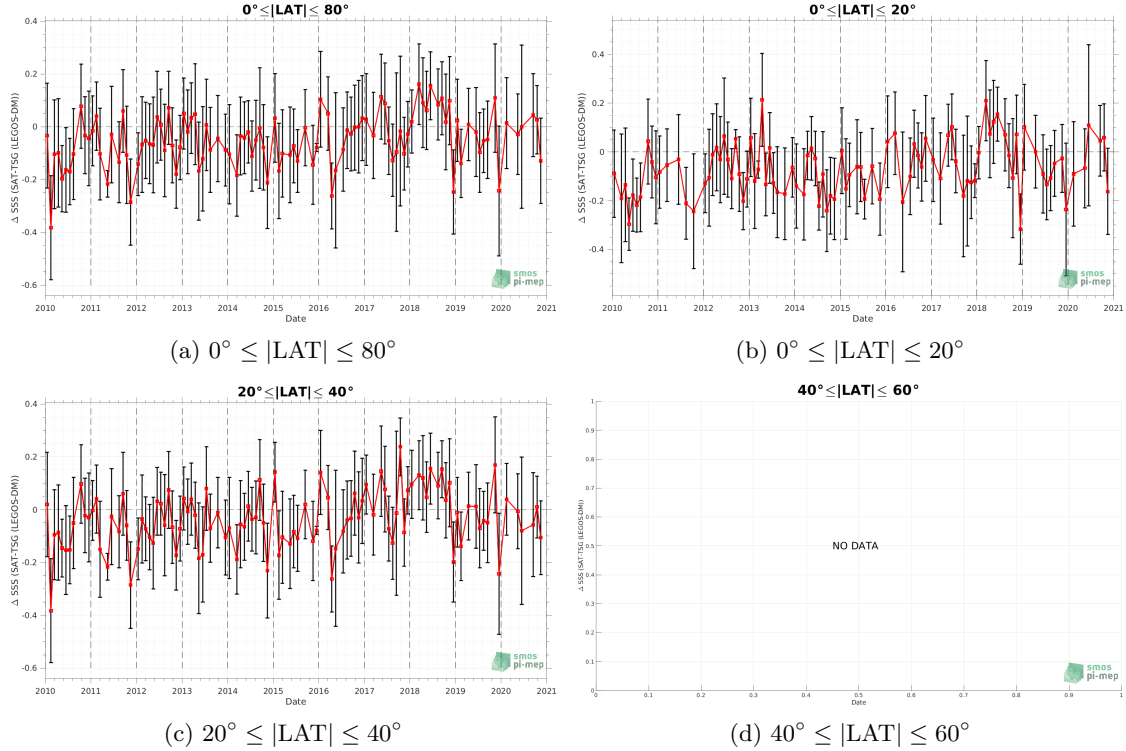 0°≤|LAT|≤ 80°
Δ SSS (SAT-TSG (LEGOS-DM))
0.4
0.2
0
-0.2
-0.4
-0.6
2010 2011 2012 2013 2014 2015 2016 2017 2018 2019 2020 2021
Date
smos
pi-mep
(a) 0° ≤ |LAT| ≤ 80°
0°≤|LAT|≤ 20°
Δ SSS (SAT-TSG (LEGOS-DM))
0.4
0.2
0
-0.2
-0.4
2010 2011 2012 2013 2014 2015 2016 2017 2018 2019 2020 2021
Date
smos
pi-mep
(b) 0° ≤ |LAT| ≤ 20°
20°≤|LAT|≤ 40°
Δ SSS (SAT-TSG (LEGOS-DM))
0.4
0.2
0
-0.2
-0.4
-0.6
2010 2011 2012 2013 2014 2015 2016 2017 2018 2019 2020 2021
Date
smos
pi-mep
(c) 20° ≤ |LAT| ≤ 40°
40°≤|LAT|≤ 60°
Δ SSS (SAT-TSG (LEGOS-DM))
1
0.9
0.8
0.7
0.6
0.5
0.4
0.3
0.2
0.1
0
NO DATA
0 0.1 0.2 0.3 0.4 0.5 0.6 0.7 0.8 0.9 1
Date
smos
pi-mep
(d) 40° ≤ |LAT| ≤ 60°